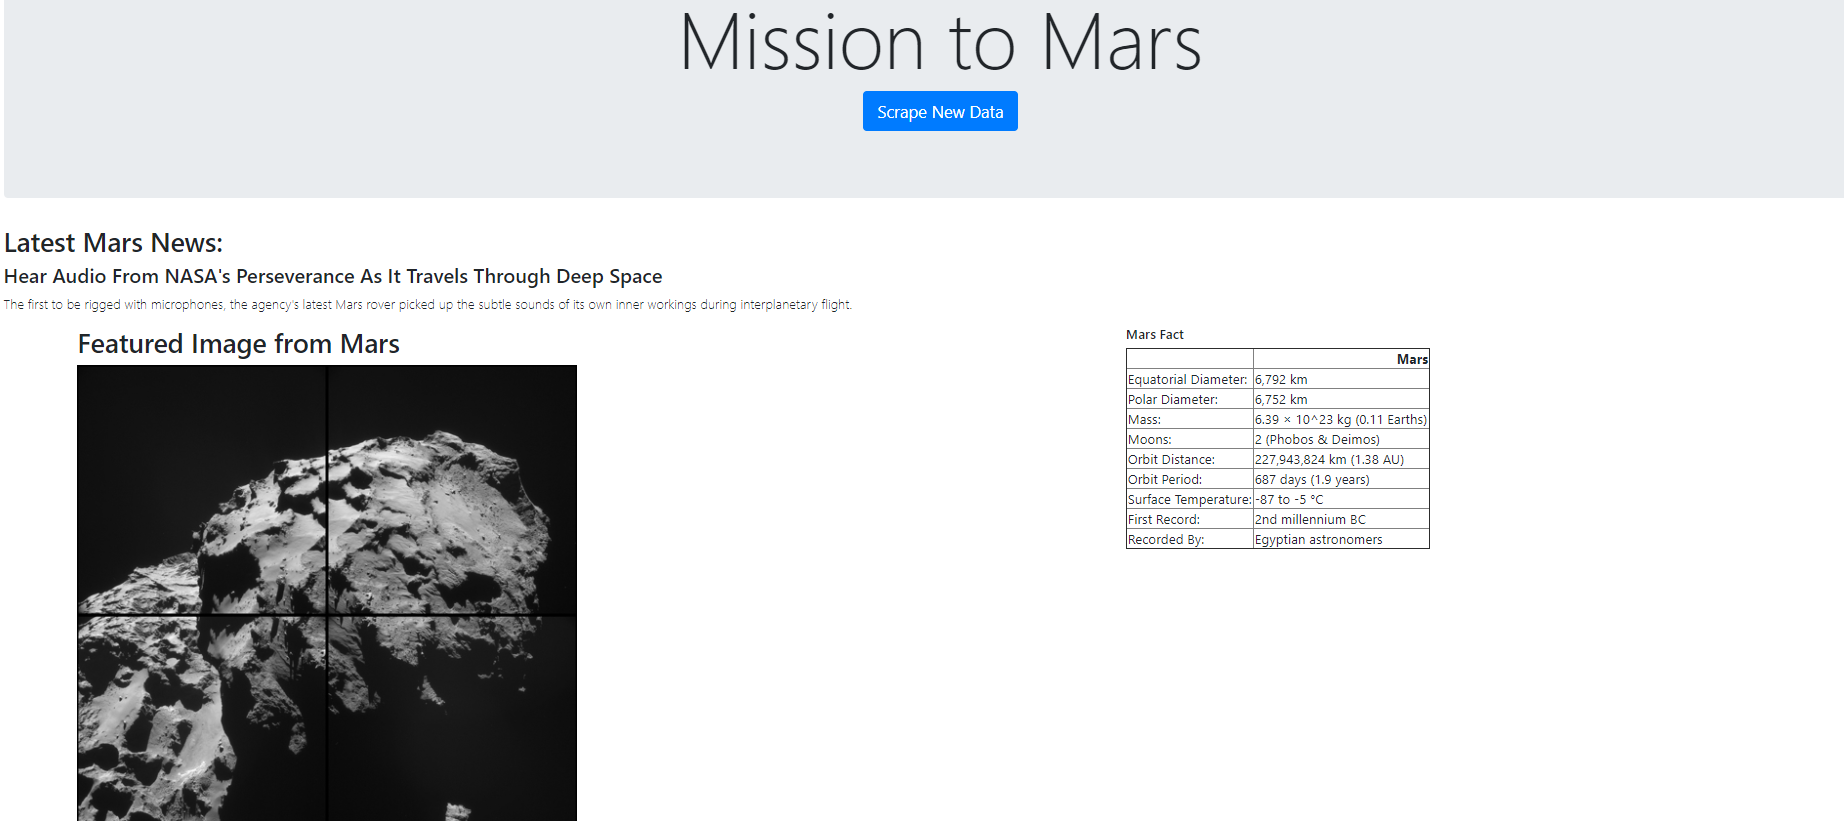 Mission to Mars
Scrape New Data
Latest Mars News:
Hear Audio From NASA's Perseverance As It Travels Through Deep Space
The first to be rigged with microphones, the agency's latest Mars rover picked up the subtle sounds of its own inner workings during interplanetary flight.
Featured Image from Mars
Mars Fact
Mars
Equatorial Diameter: 6,792 km
Polar Diameter: 6,752 km
Mass: 6.39 × 10^23 kg (0.11 Earths)
Moons: 2 (Phobos & Deimos)
Orbit Distance: 227,943,824 km (1.38 AU)
Orbit Period: 687 days (1.9 years)
Surface Temperature: -87 to -5 °C
First Record: 2nd millennium BC
Recorded By: Egyptian astronomers